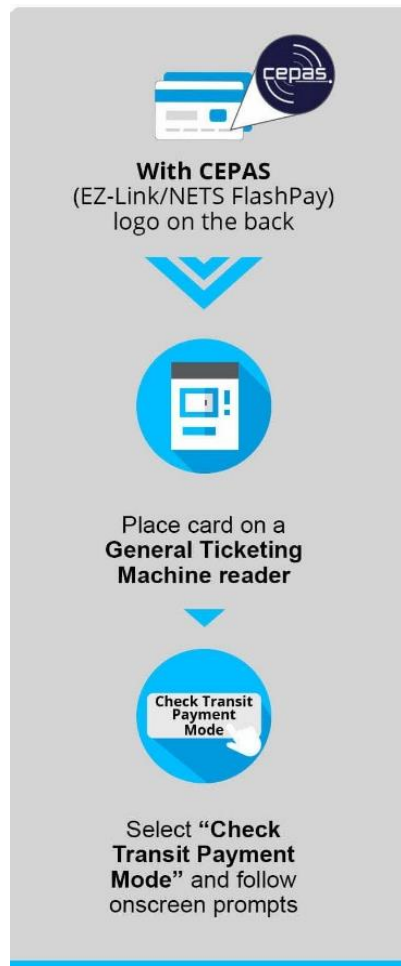 cepas.
With CEPAS
(EZ-Link/NETS FlashPay)
logo on the back
Place card on a
General Ticketing
Machine reader
Check Transit
Payment
Mode
Select “Check
Transit Payment
Mode” and follow
onscreen prompts